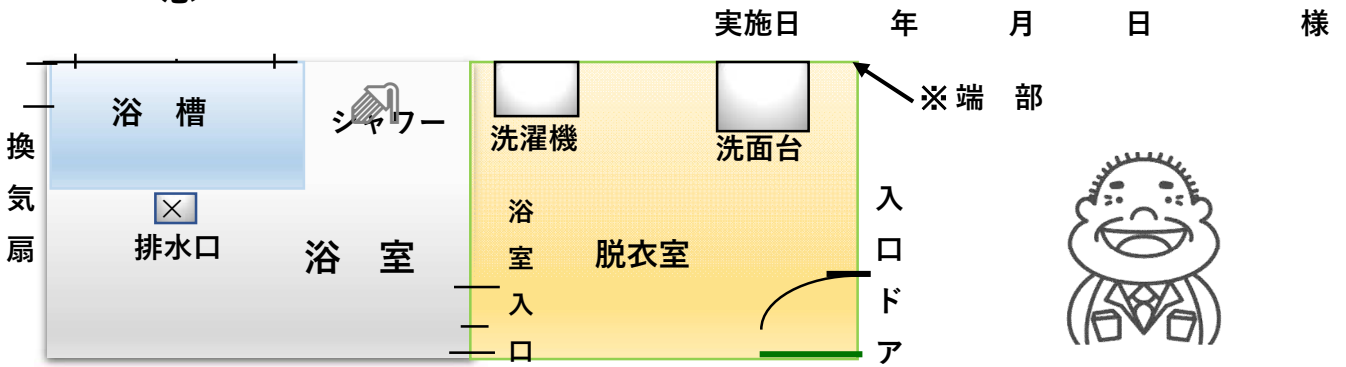 実施日 年 月 日 様
※端 部
浴 槽
シャワー
洗濯機
洗面台
換気扇
排水口
浴 室
浴室入口
脱衣室
入口ドア